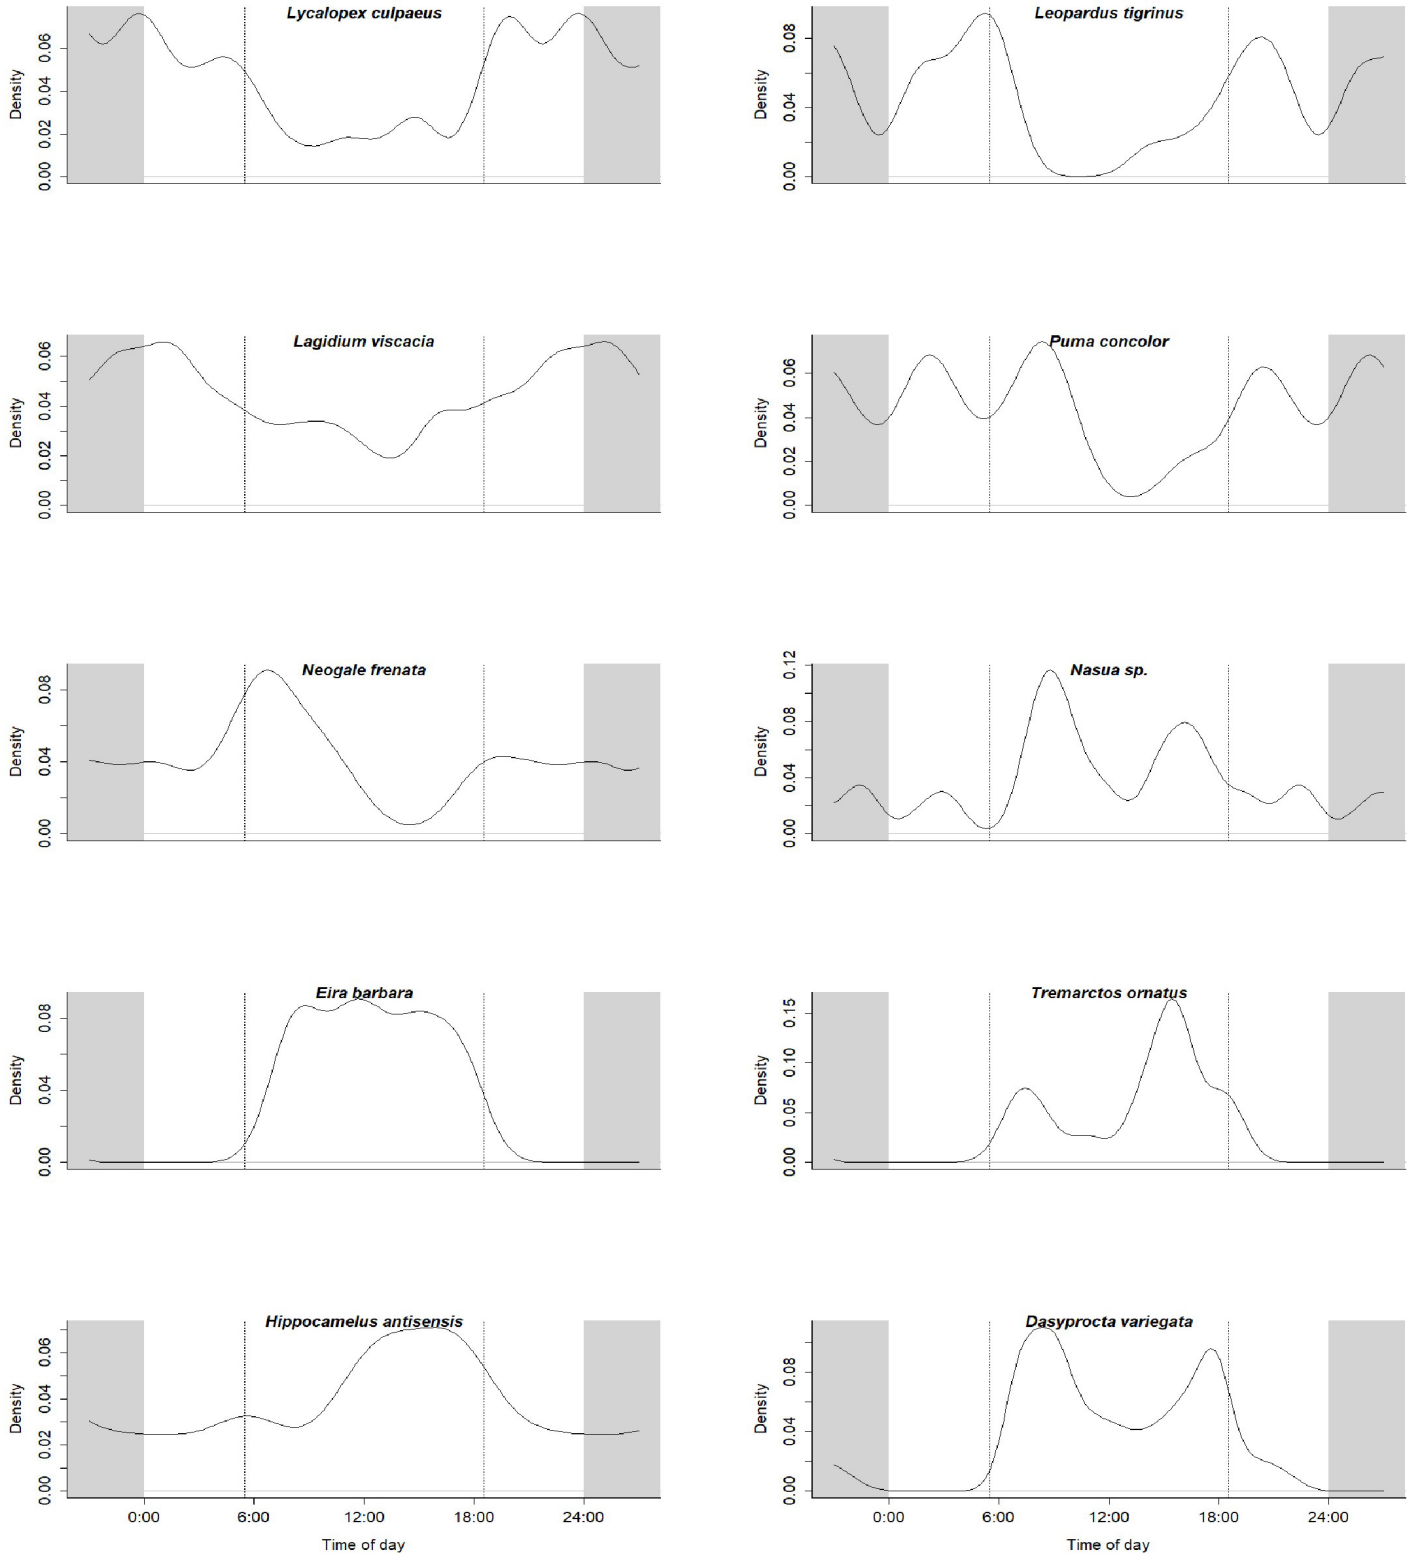 Lycalopex culpaeus
Density
0.00 0.02 0.04 0.06
Leopardus tigrinus
Density
0.00 0.04 0.08
Lagidium viscacia
Density
0.00 0.02 0.04 0.06
Puma concolor
Density
0.00 0.02 0.04 0.06
Neogale frenata
Density
0.00 0.04 0.08
Nasua sp.
Density
0.00 0.04 0.08 0.12
Eira barbara
Density
0.00 0.04 0.08
Tremarctos ornatus
Density
0.00 0.05 0.10 0.15
Hippocamelus antisensis
Density
0.00 0.02 0.04 0.06
0:00 6:00 12:00 18:00 24:00
Time of day
Dasyprocta variegata
Density
0.00 0.04 0.08
0:00 6:00 12:00 18:00 24:00
Time of day